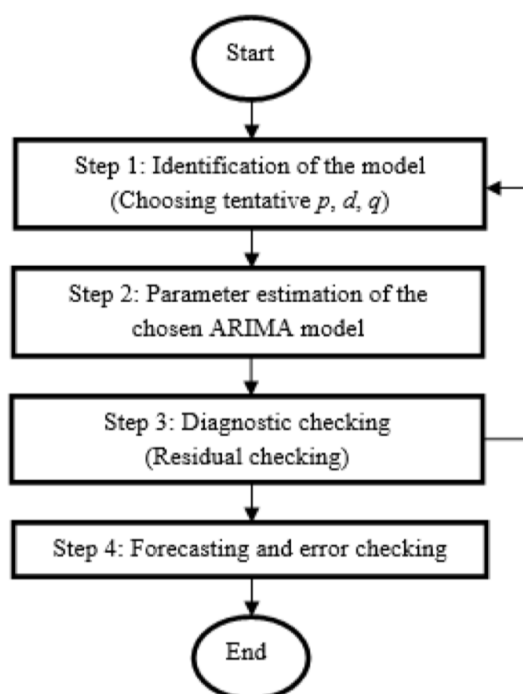 Start
Step 1: Identification of the model
(Choosing tentative p, d, q)
Step 2: Parameter estimation of the
chosen ARIMA model
Step 3: Diagnostic checking
(Residual checking)
Step 4: Forecasting and error checking
End